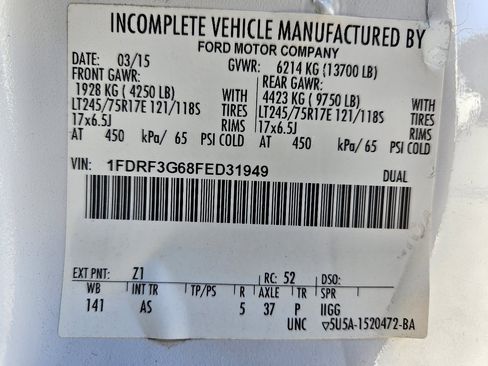 INCOMPLETE VEHICLE MANUFACTURED BY
FORD MOTOR COMPANY
DATE: 03/15 GVWR: 6214 KG (13700 LB)
FRONT GAWR: REAR GAWR:
1928 KG ( 4250 LB) WITH 4423 KG ( 9750 LB) WITH
LT245/75R17E 121/118S TIRES LT245/75R17E 121/118S TIRES
17x6.5J RIMS 17x6.5J RIMS
AT 450 kPa/ 65 PSI COLD AT 450 kPa/ 65 PSI COLD
VIN: 1FDRF3G68FED31949 DUAL
EXT PNT: Z1 RC: 52 DSO:
WB INT TR TP/PS R AXLE TR SPR
141 AS 5 37 P IIGG
UNC ▽5U5A-1520472-BA